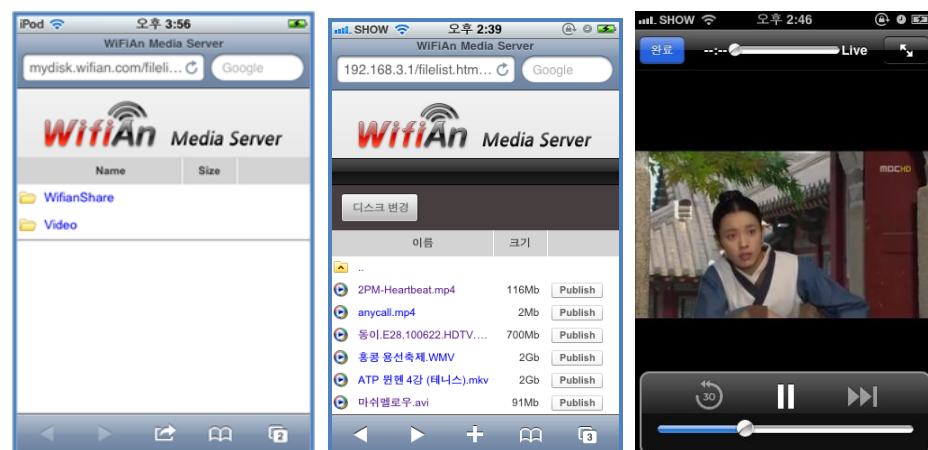 iPod 오후 3:56
WiFiAn Media Server
mydisk.wifian.com/fileli... Google
WifiAn Media Server
Name Size
WifianShare
Video
2
SHOW 오후 2:39
WiFiAn Media Server
192.168.3.1/filelist.htm... Google
WifiAn Media Server
디스크 변경
이름 크기
..
2PM-Heartbeat.mp4 116Mb Publish
anycall.mp4 2Mb Publish
동이.E28.100622.HDTV.... 700Mb Publish
홍콩 용선축제.WMV 2Gb Publish
ATP 뮌헨 4강 (테니스).mkv 2Gb Publish
마쉬멜로우.avi 91Mb Publish
3
SHOW 오후 2:46
완료 --:-- Live
MBC HD
30